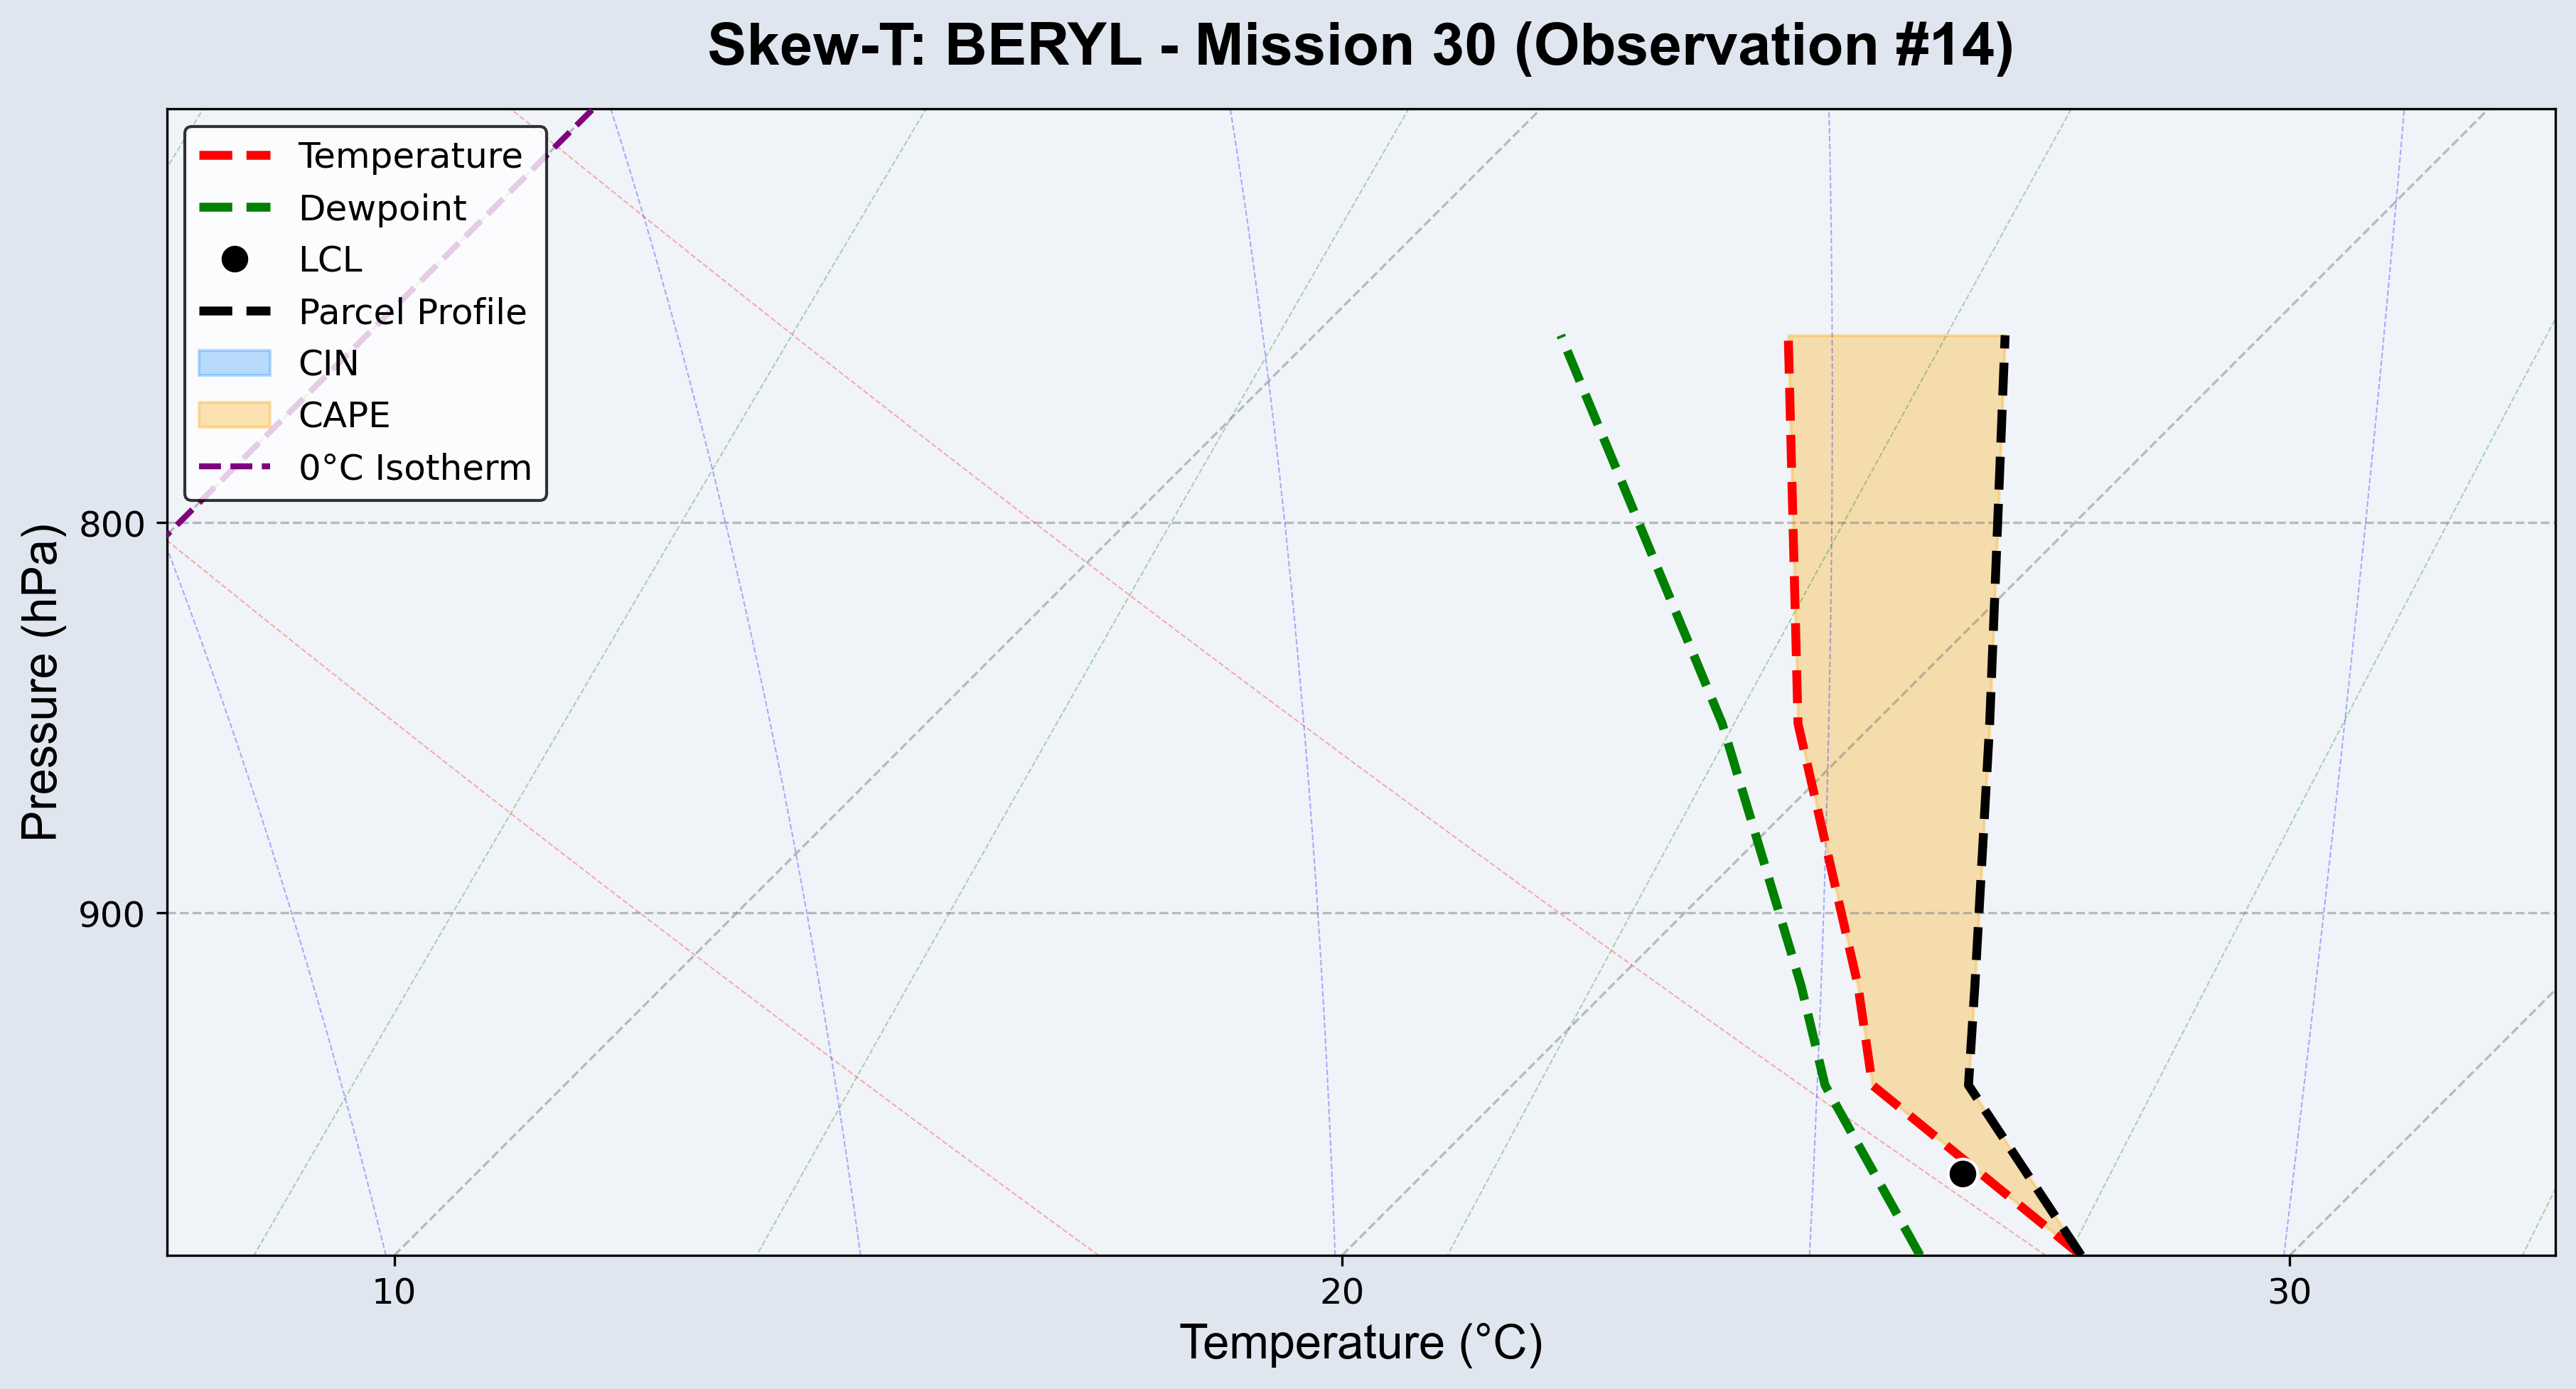 Skew-T: BERYL - Mission 30 (Observation #14)
Temperature
Dewpoint
LCL
Parcel Profile
CIN
CAPE
0°C Isotherm
800
900
Pressure (hPa)
10
20
30
Temperature (°C)